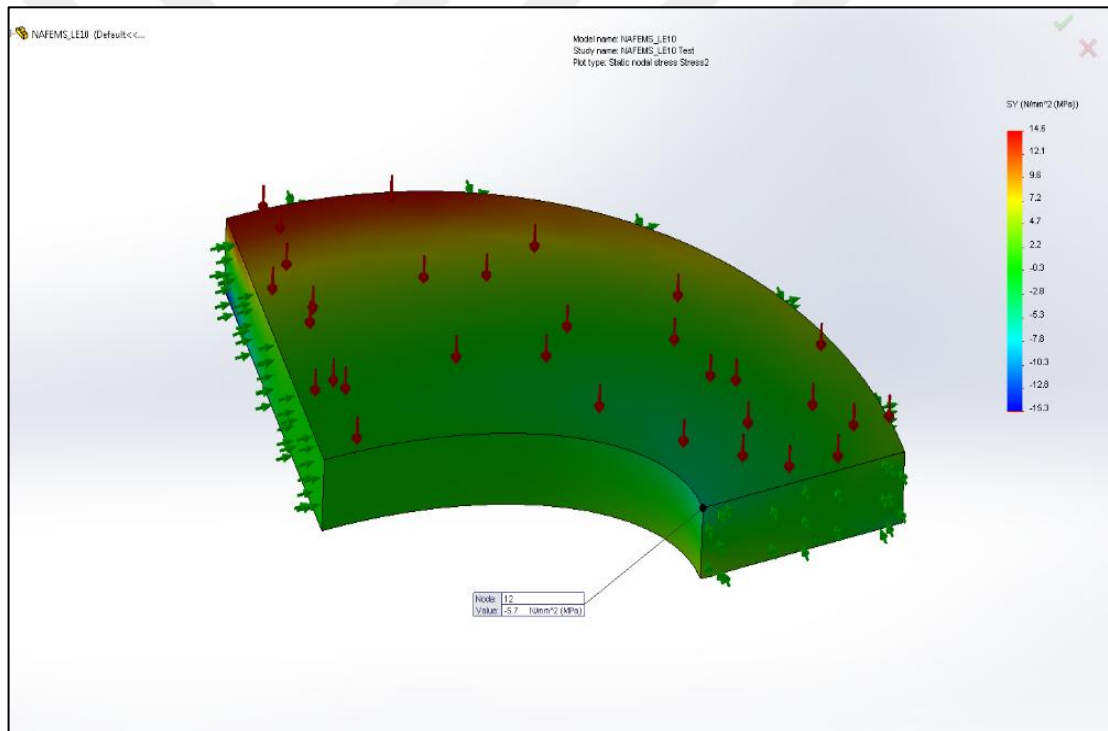 NAFEMS_LE10 (Default<<...
Model name: NAFEMS_LE10
Study name: NAFEMS_LE10 Test
Plot type: Static nodal stress Stress2
SY (N/mm^2 (MPa))
14.6
12.1
9.6
7.2
4.7
2.2
-0.3
-2.8
-5.3
-7.8
-10.3
-12.8
-15.3
Node: 12
Value: -5.7 N/mm^2 (MPa)